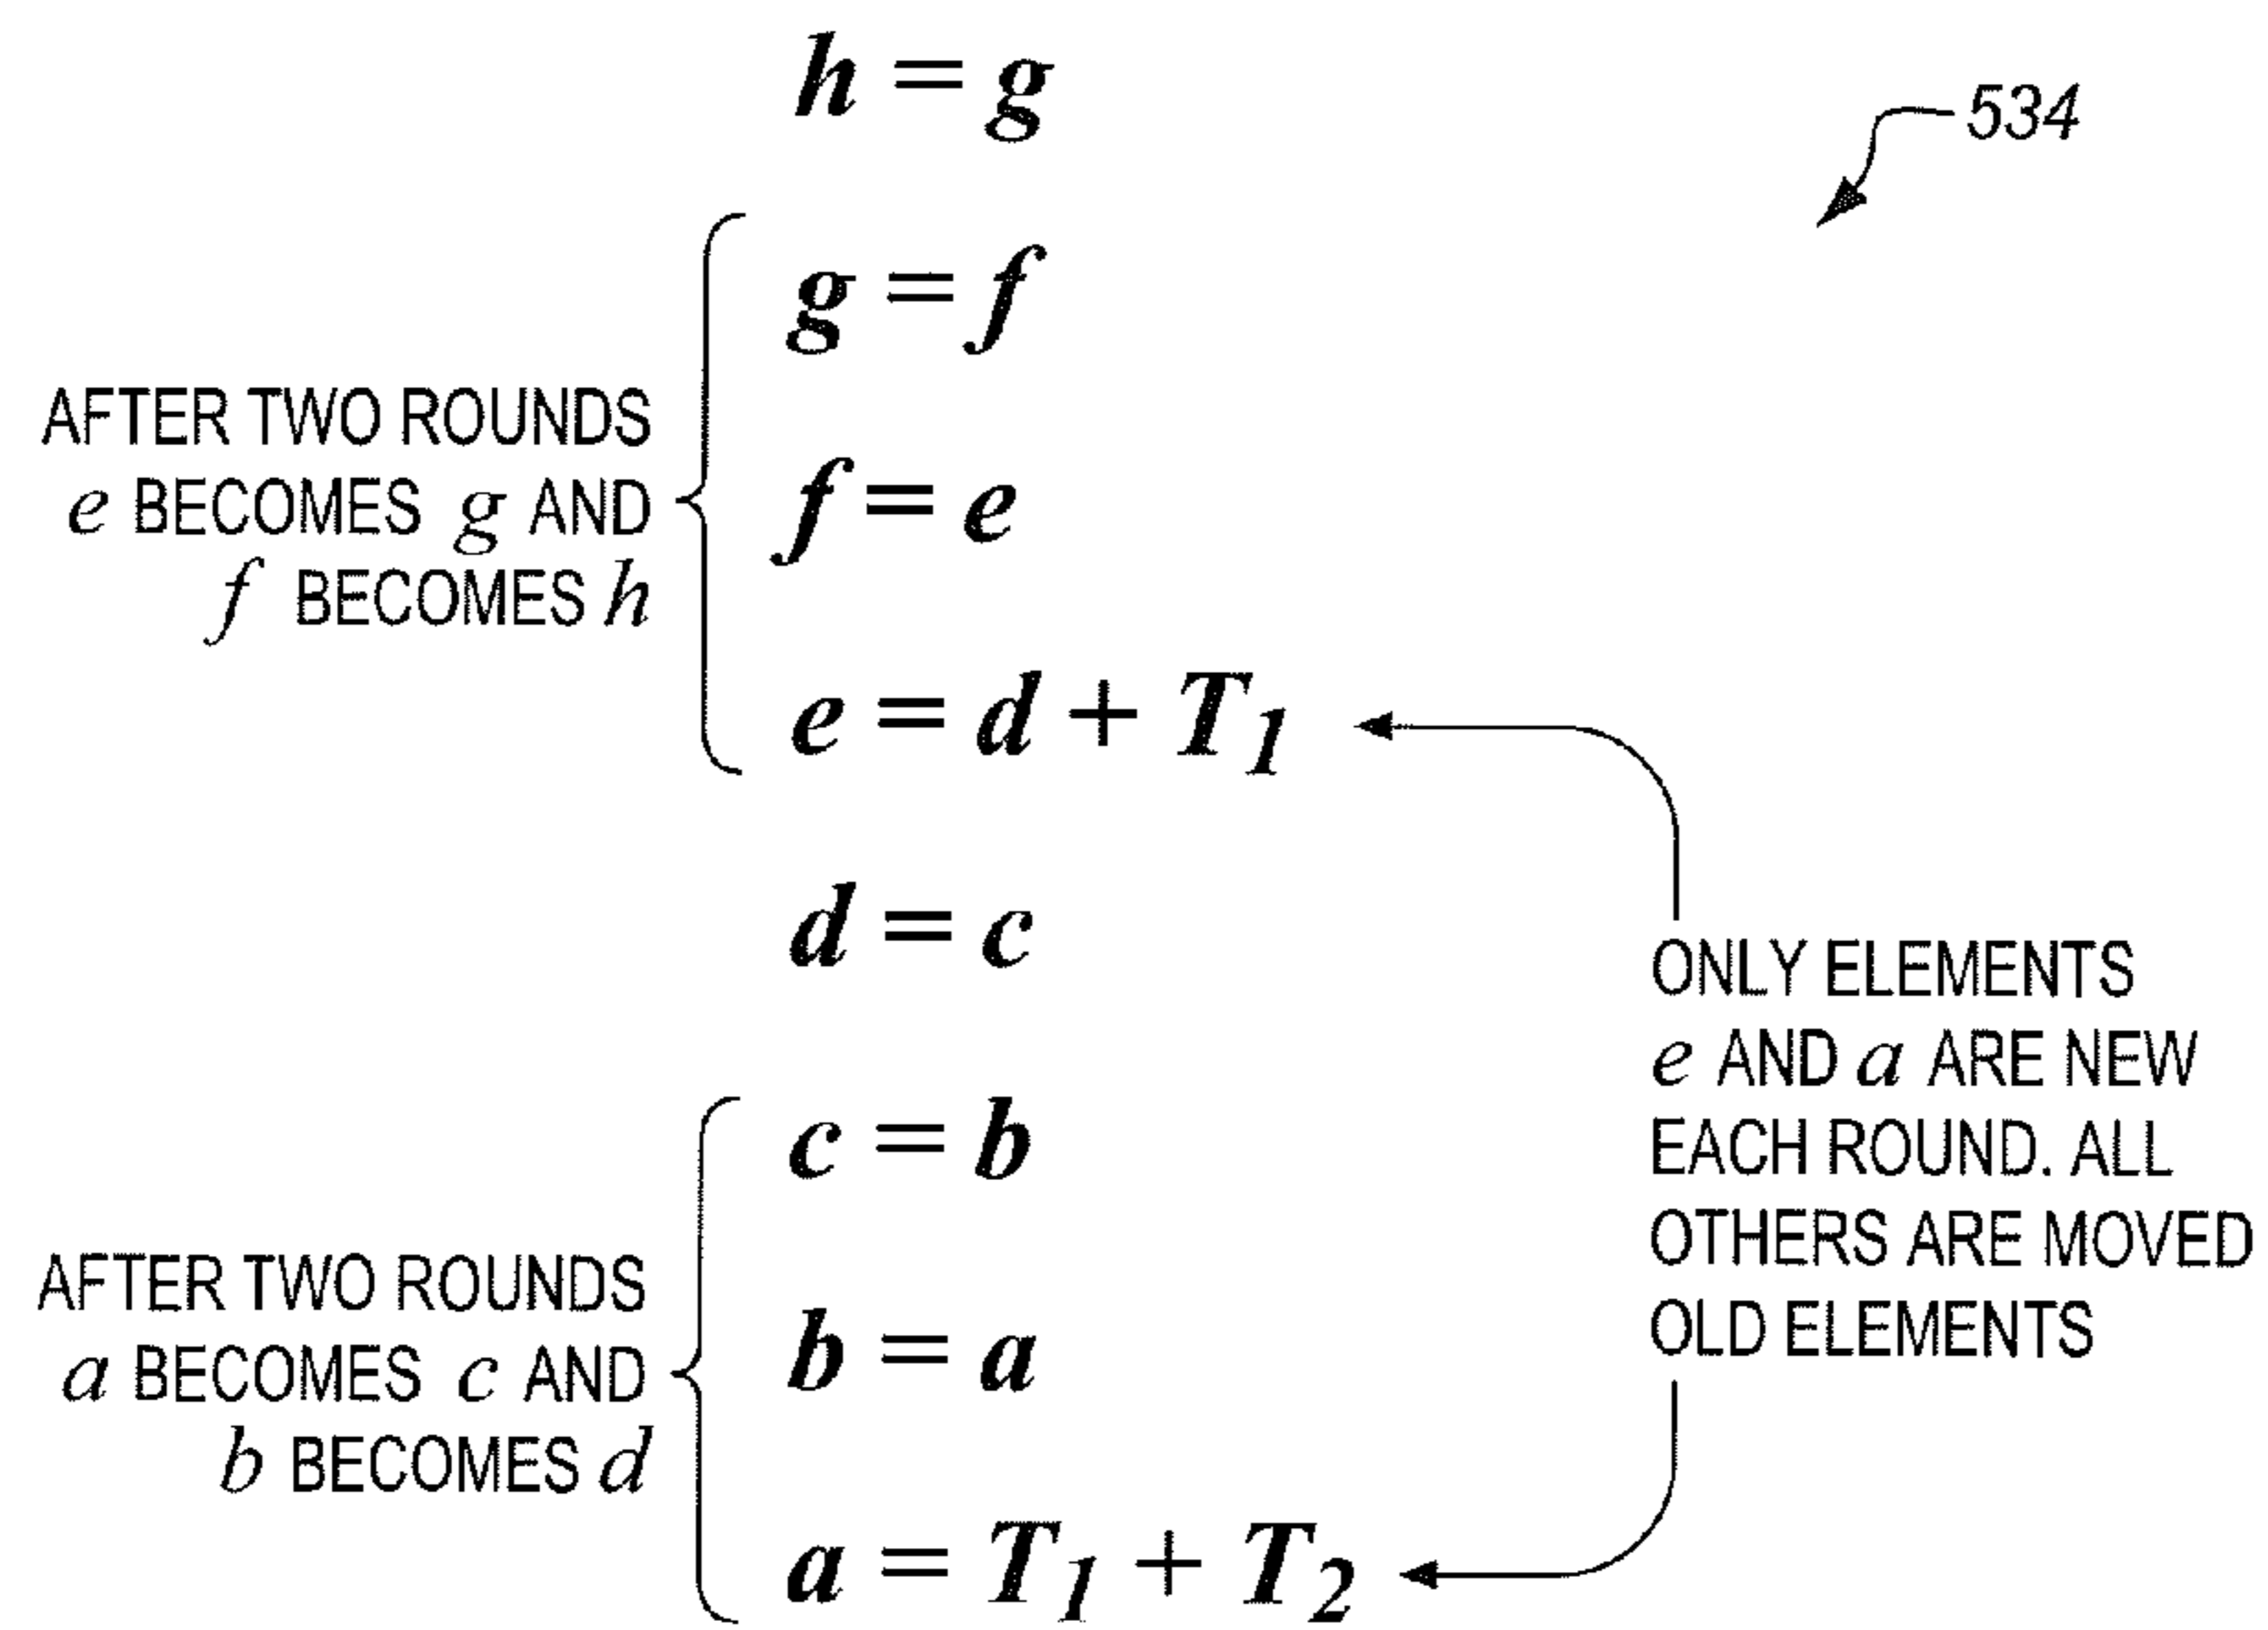 h = g
534
g = f
AFTER TWO ROUNDS
e BECOMES g AND
f BECOMES h
f = e
e = d + T1
d = c
ONLY ELEMENTS
e AND a ARE NEW
EACH ROUND. ALL
OTHERS ARE MOVED
OLD ELEMENTS
c = b
AFTER TWO ROUNDS
a BECOMES c AND
b BECOMES d
b = a
a = T1 + T2